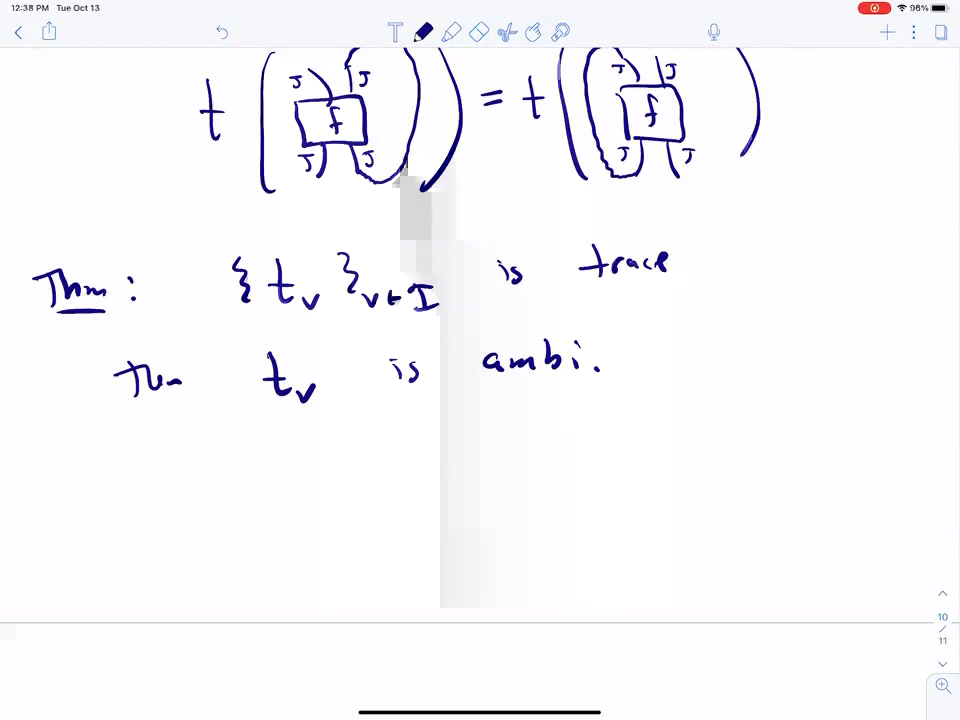 12:38 PM Tue Oct 13
96%
t ( J J f J J ) = t ( J J f J J )
Thm: { t_V }_{V ∈ I} is trace
then t_V is ambi.
10
/
11